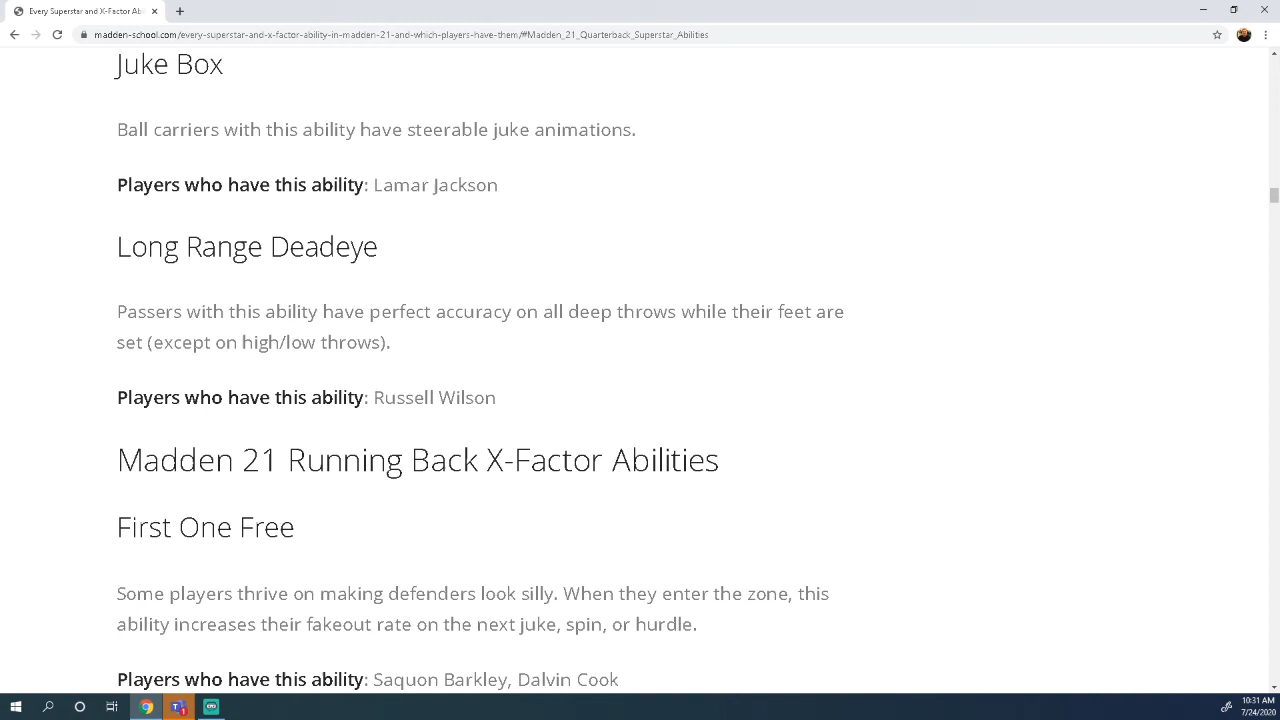 Every Superstar and X-Factor Abi
madden-school.com/every-superstar-and-x-factor-ability-in-madden-21-and-which-players-have-them/#Madden_21_Quarterback_Superstar_Abilities
Juke Box
Ball carriers with this ability have steerable juke animations.
Players who have this ability: Lamar Jackson
Long Range Deadeye
Passers with this ability have perfect accuracy on all deep throws while their feet are
set (except on high/low throws).
Players who have this ability: Russell Wilson
Madden 21 Running Back X-Factor Abilities
First One Free
Some players thrive on making defenders look silly. When they enter the zone, this
ability increases their fakeout rate on the next juke, spin, or hurdle.
Players who have this ability: Saquon Barkley, Dalvin Cook
10:31 AM
7/24/2020